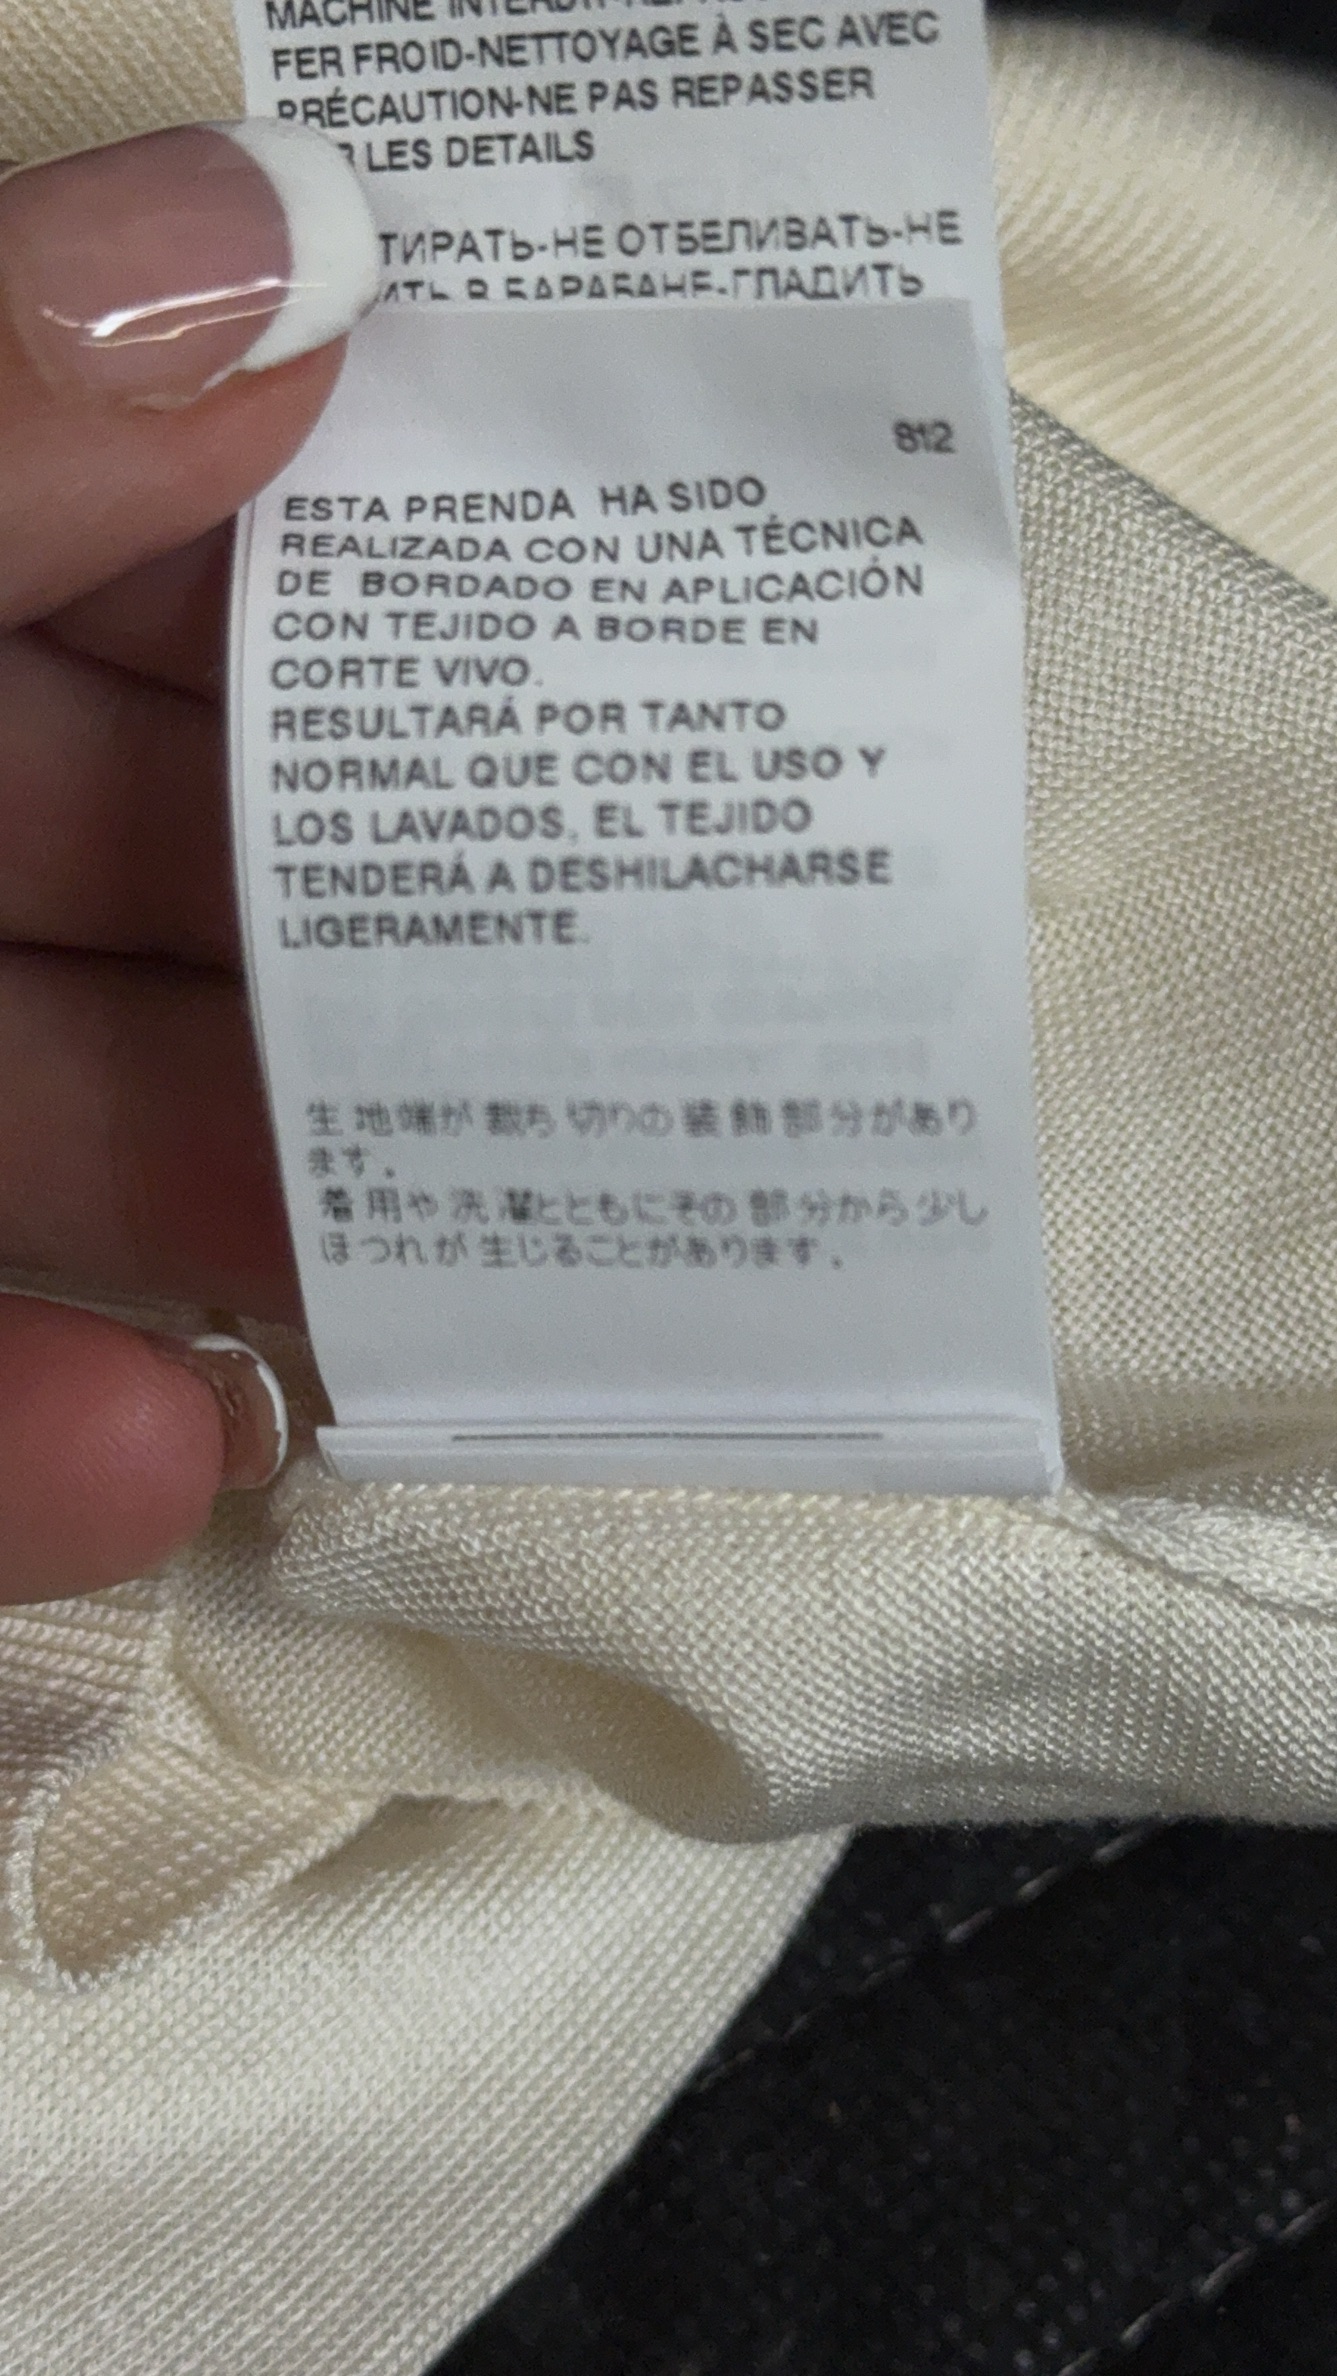 MACHINE INTERDIT-
FER FROID-NETTOYAGE À SEC AVEC
PRÉCAUTION-NE PAS REPASSER
LES DETAILS
ТИРАТЬ-НЕ ОТБЕЛИВАТЬ-НЕ
ИТЬ В БАРАБАНЕ-ГЛАДИТЬ
812
ESTA PRENDA HA SIDO
REALIZADA CON UNA TÉCNICA
DE BORDADO EN APLICACIÓN
CON TEJIDO A BORDE EN
CORTE VIVO.
RESULTARÁ POR TANTO
NORMAL QUE CON EL USO Y
LOS LAVADOS, EL TEJIDO
TENDERÁ A DESHILACHARSE
LIGERAMENTE.
生地端が裁ち切りの装飾部分があり
ます.
着用や洗濯とともにその部分から少し
ほつれが生じることがあります.